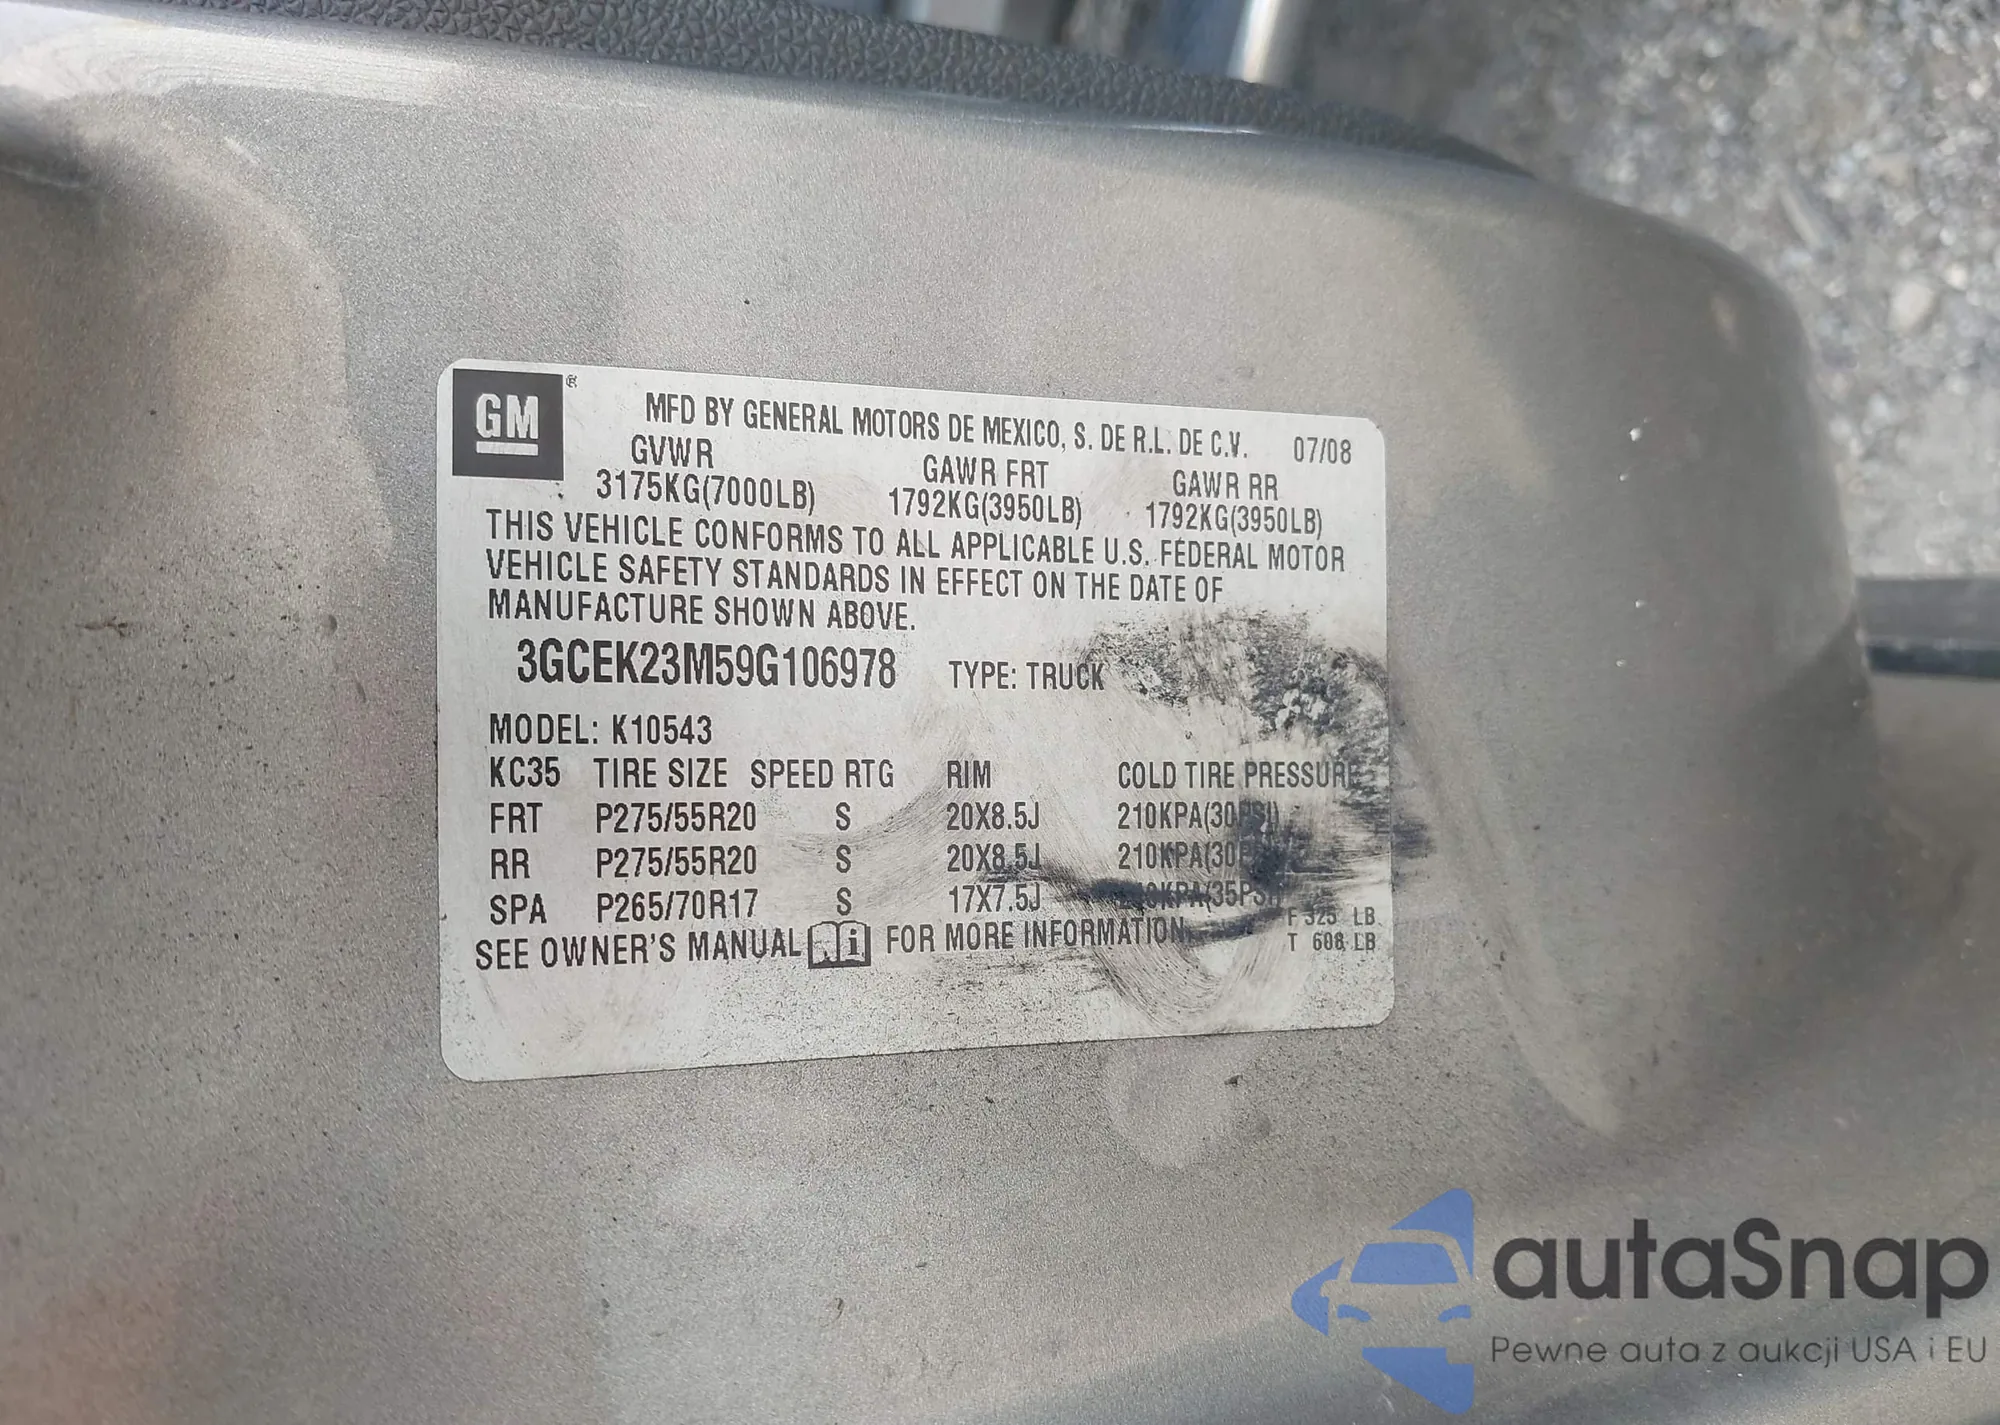 GM ®
MFD BY GENERAL MOTORS DE MEXICO, S. DE R.L. DE C.V. 07/08
GVWR GAWR FRT GAWR RR
3175KG(7000LB) 1792KG(3950LB) 1792KG(3950LB)
THIS VEHICLE CONFORMS TO ALL APPLICABLE U.S. FEDERAL MOTOR
VEHICLE SAFETY STANDARDS IN EFFECT ON THE DATE OF
MANUFACTURE SHOWN ABOVE.
3GCEK23M59G106978 TYPE: TRUCK
MODEL: K10543
KC35 TIRE SIZE SPEED RTG RIM COLD TIRE PRESSURE
FRT P275/55R20 S 20X8.5J 210KPA(30PSI)
RR P275/55R20 S 20X8.5J
SPA P265/70R17 S 17X7.5J
F 325 LB
SEE OWNER'S MANUAL i FOR MORE INFORMATION
T 608 LB
autaSnap
Pewne auta z aukcji USA i EU